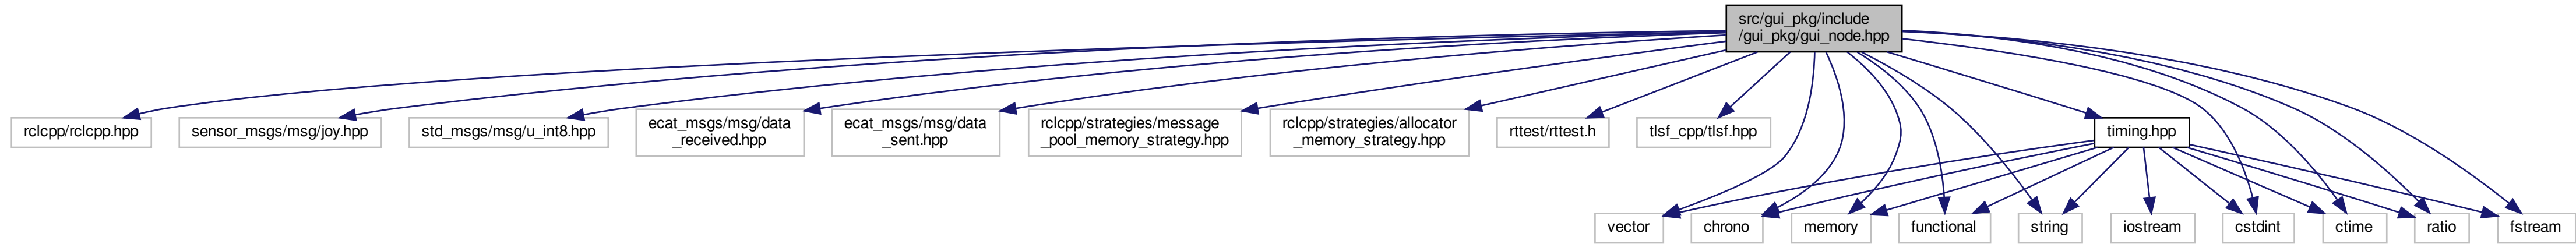 src/gui_pkg/include
/gui_pkg/gui_node.hpp
rclcpp/rclcpp.hpp
sensor_msgs/msg/joy.hpp
std_msgs/msg/u_int8.hpp
ecat_msgs/msg/data
_received.hpp
ecat_msgs/msg/data
_sent.hpp
rclcpp/strategies/message
_pool_memory_strategy.hpp
rclcpp/strategies/allocator
_memory_strategy.hpp
rttest/rttest.h
tlsf_cpp/tlsf.hpp
timing.hpp
vector
chrono
memory
functional
string
iostream
cstdint
ctime
ratio
fstream